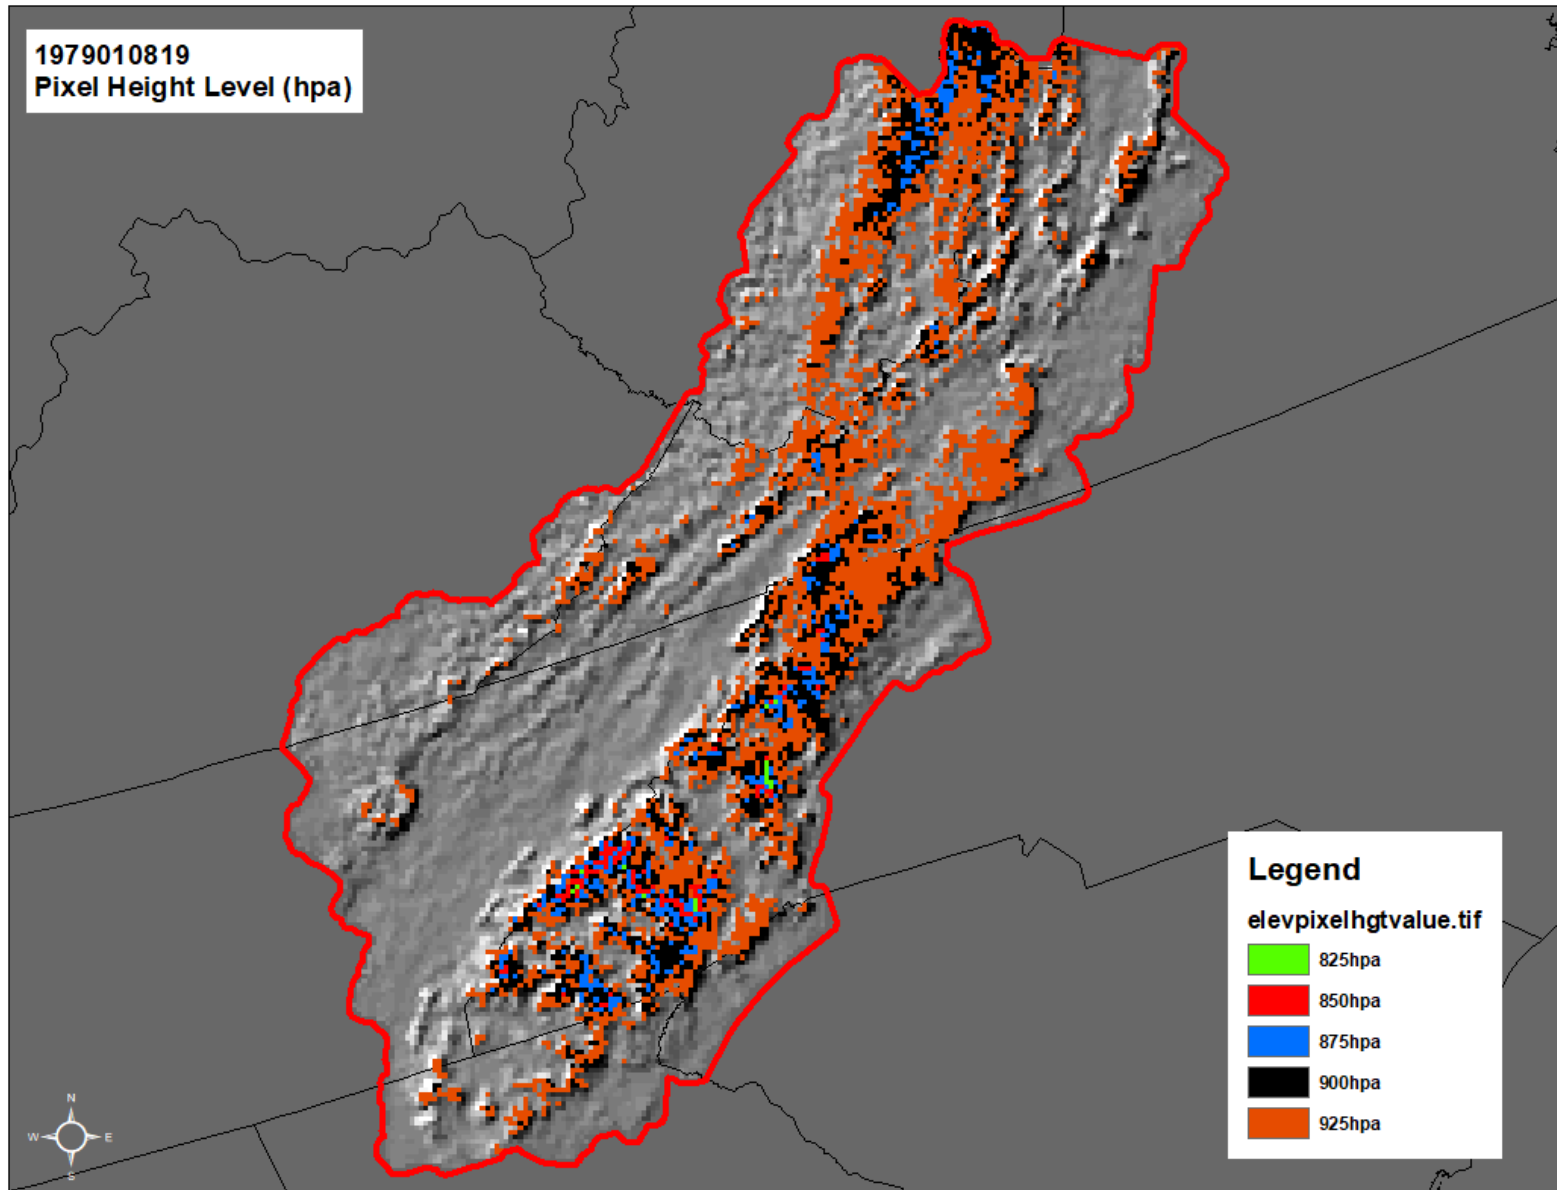 1979010819
Pixel Height Level (hpa)
Legend
elevpixelhgtvalue.tif
825hpa
850hpa
875hpa
900hpa
925hpa
N
W E
S